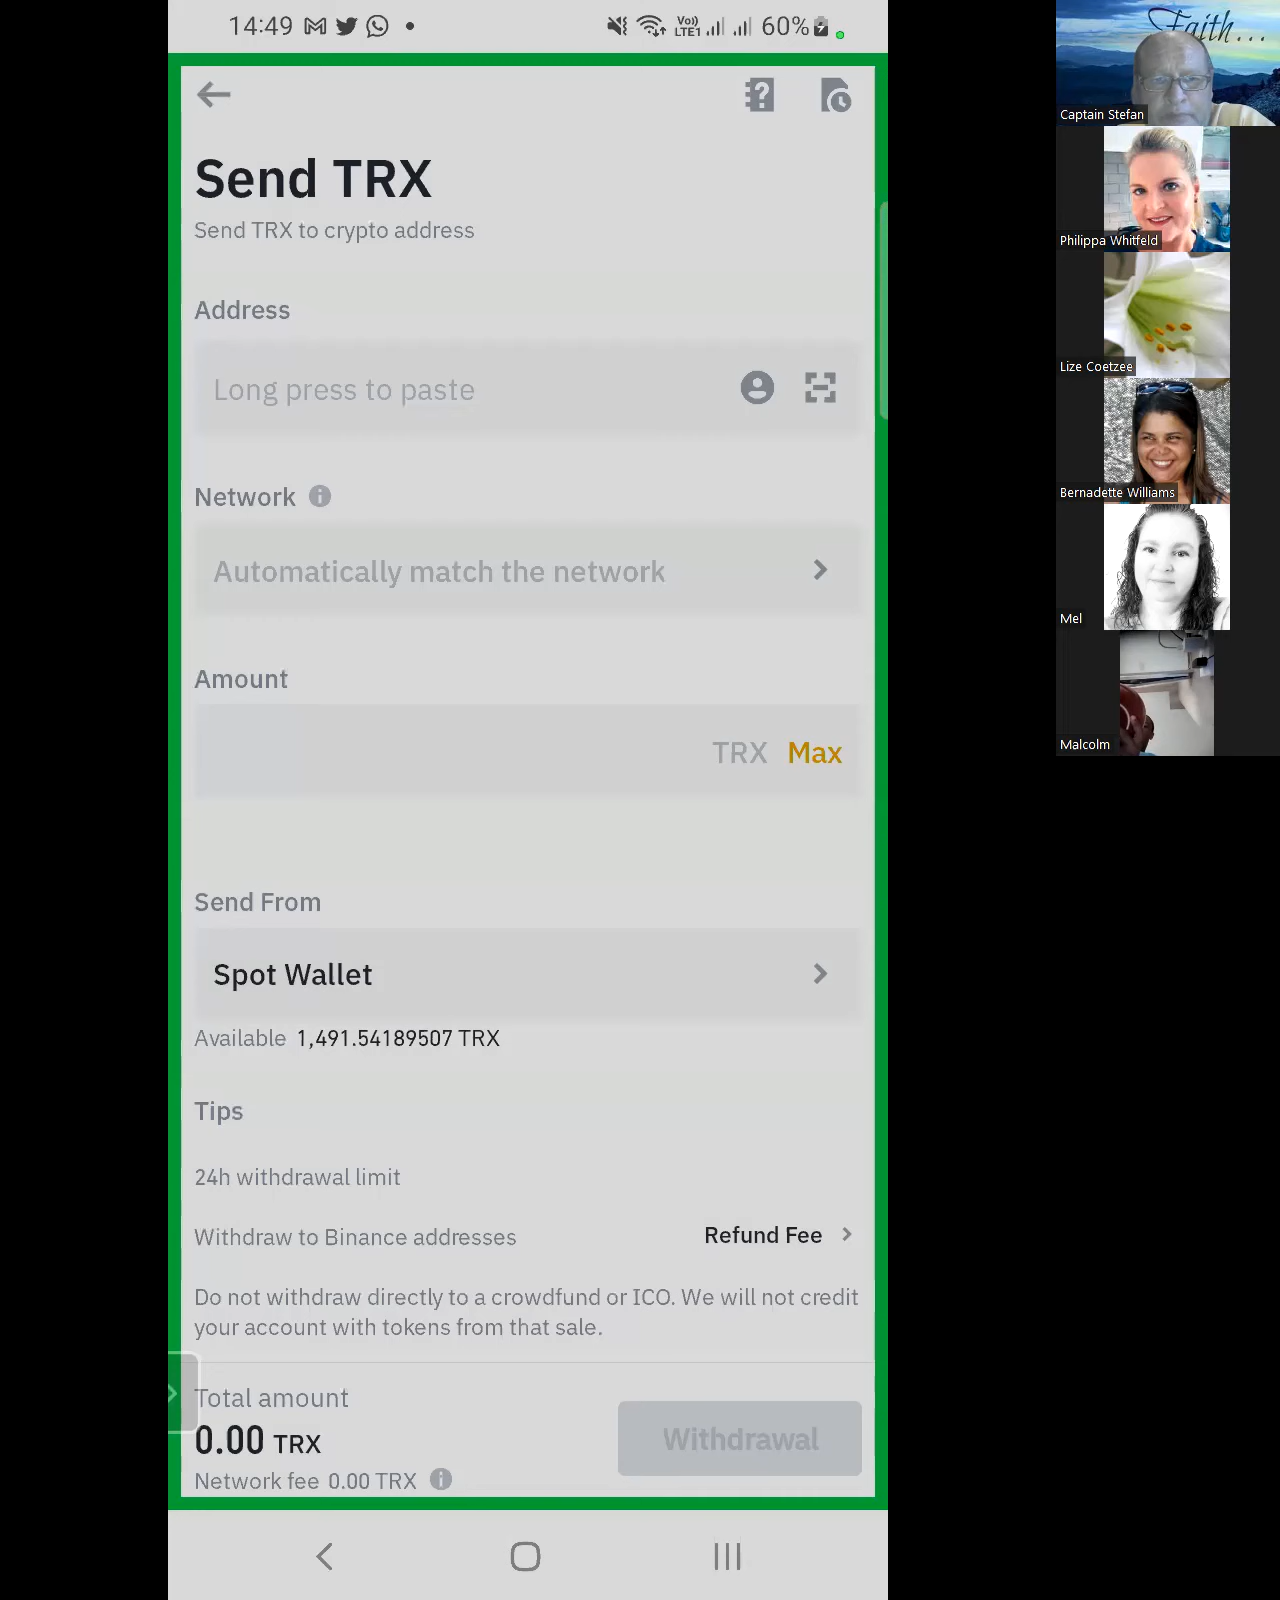 14:49
Vo)) LTE1
60%
Send TRX
Send TRX to crypto address
Address
Long press to paste
Network
Automatically match the network
Amount
TRX Max
Send From
Spot Wallet
Available 1,491.54189507 TRX
Tips
24h withdrawal limit
Withdraw to Binance addresses
Refund Fee
Do not withdraw directly to a crowdfund or ICO. We will not credit
your account with tokens from that sale.
Total amount
0.00 TRX
Network fee 0.00 TRX
Withdrawal
Faith...
Captain Stefan
Philippa Whitfeld
Lize Coetzee
Bernadette Williams
Mel
Malcolm